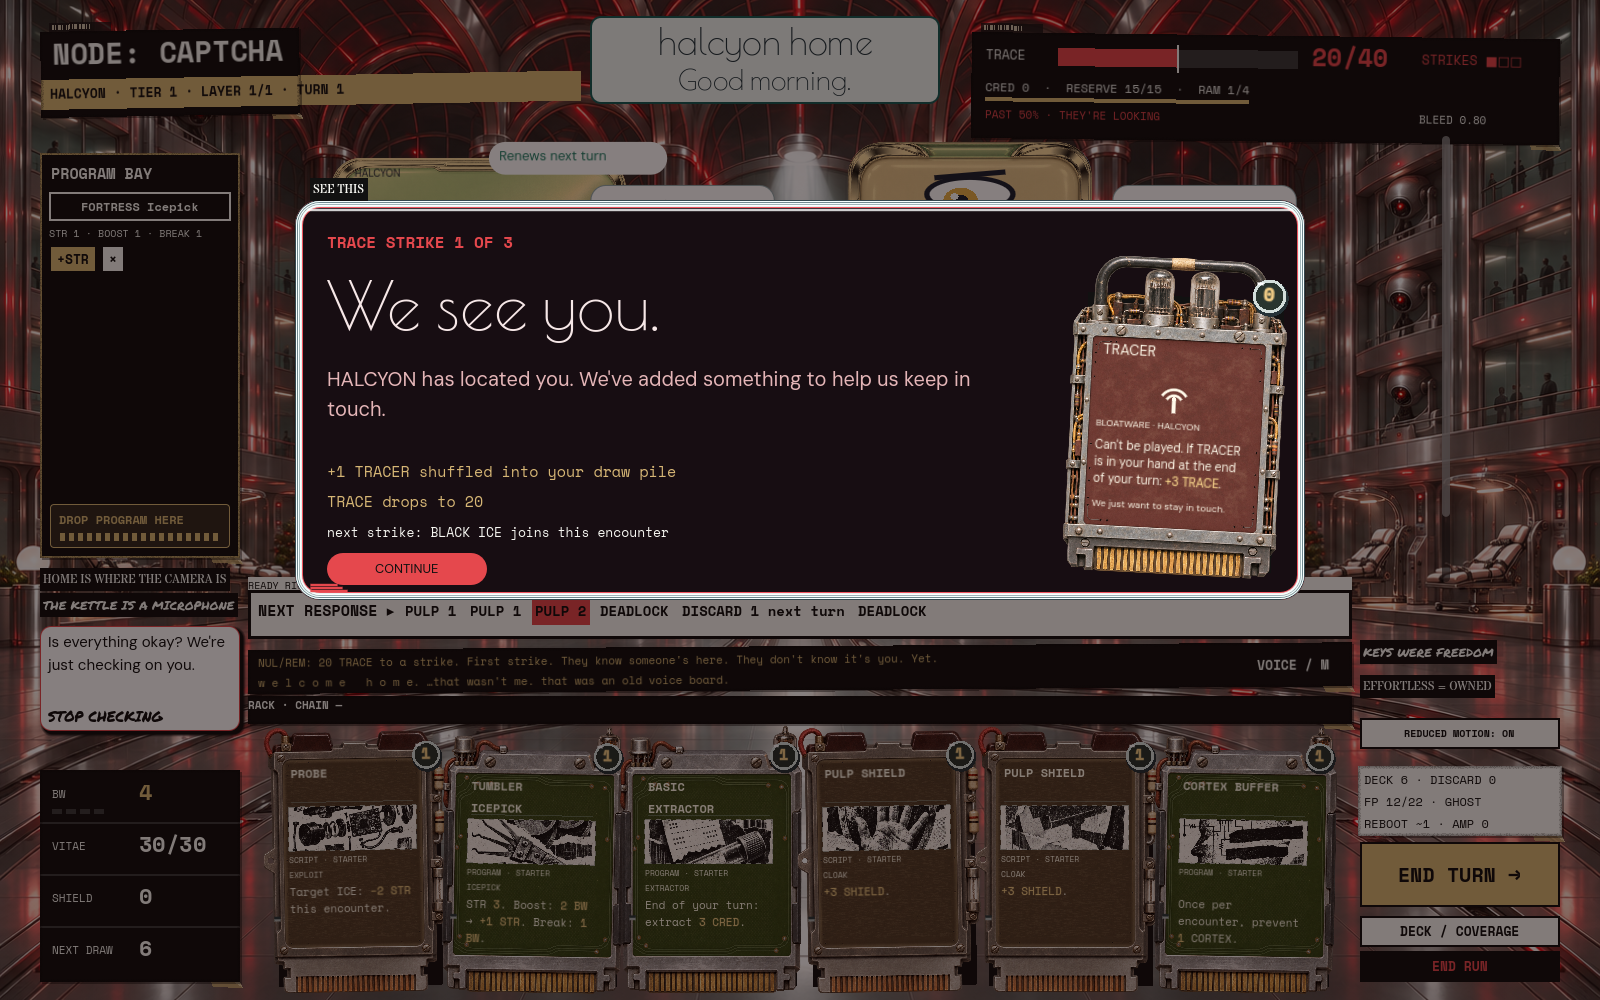 NODE: CAPTCHA
HALCYON · TIER 1 · LAYER 1/1 · TURN 1
halcyon home
Good morning.
TRACE
20/40
STRIKES
CRED 0 · RESERVE 15/15 · RAM 1/4
PAST 50% · THEY'RE LOOKING
BLEED 0.80
PROGRAM BAY
FORTRESS Icepick
STR 1 · BOOST 1 · BREAK 1
+STR ×
DROP PROGRAM HERE
HALCYON
Renews next turn
SEE THIS
TRACE STRIKE 1 OF 3
We see you.
HALCYON has located you. We've added something to help us keep in
touch.
+1 TRACER shuffled into your draw pile
TRACE drops to 20
next strike: BLACK ICE joins this encounter
CONTINUE
0
TRACER
BLOATWARE · HALCYON
Can't be played. If TRACER
is in your hand at the end
of your turn: +3 TRACE.
We just want to stay in touch.
HOME IS WHERE THE CAMERA IS
THE KETTLE IS A MICROPHONE
Is everything okay? We're
just checking on you.
STOP CHECKING
NEXT RESPONSE ▸ PULP 1 PULP 1 PULP 2 DEADLOCK DISCARD 1 next turn DEADLOCK
NUL/REM: 20 TRACE to a strike. First strike. They know someone's here. They don't know it's you. Yet.
w e l c o m e   h o m e. …that wasn't me. that was an old voice board.
VOICE / M
RACK · CHAIN —
KEYS WERE FREEDOM
EFFORTLESS = OWNED
REDUCED MOTION: ON
DECK 6 · DISCARD 0
FP 12/22 · GHOST
REBOOT ~1 · AMP 0
END TURN →
DECK / COVERAGE
END RUN
BW 4
VITAE 30/30
SHIELD 0
NEXT DRAW 6
1
PROBE
SCRIPT · STARTER
EXPLOIT
Target ICE: -2 STR
this encounter.
1
TUMBLER
ICEPICK
PROGRAM · STARTER
ICEPICK
STR 3. Boost: 2 BW
→ +1 STR. Break: 1
BW.
1
BASIC
EXTRACTOR
PROGRAM · STARTER
EXTRACTOR
End of your turn:
extract 3 CRED.
1
PULP SHIELD
SCRIPT · STARTER
CLOAK
+3 SHIELD.
1
PULP SHIELD
SCRIPT · STARTER
CLOAK
+3 SHIELD.
1
CORTEX BUFFER
PROGRAM · STARTER
Once per
encounter, prevent
1 CORTEX.